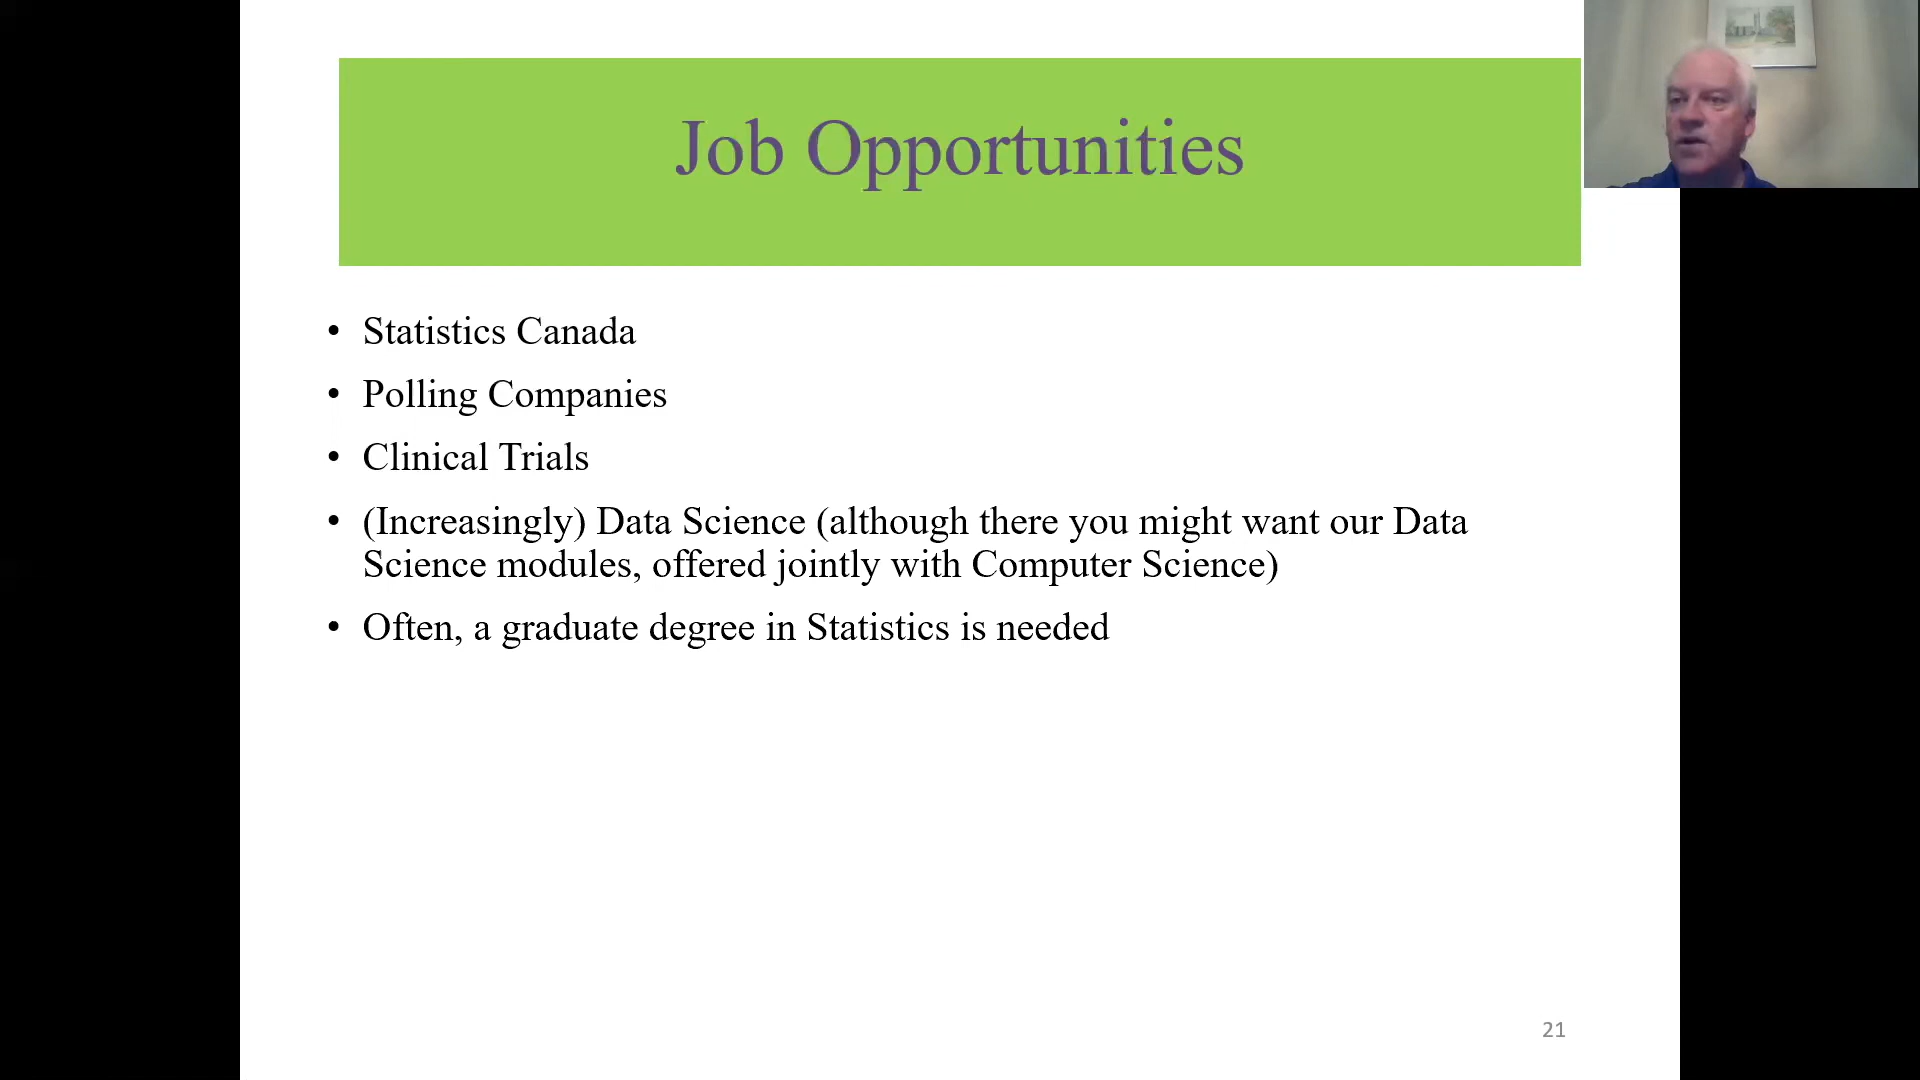 Job Opportunities
• Statistics Canada
• Polling Companies
• Clinical Trials
• (Increasingly) Data Science (although there you might want our Data
Science modules, offered jointly with Computer Science)
• Often, a graduate degree in Statistics is needed
21